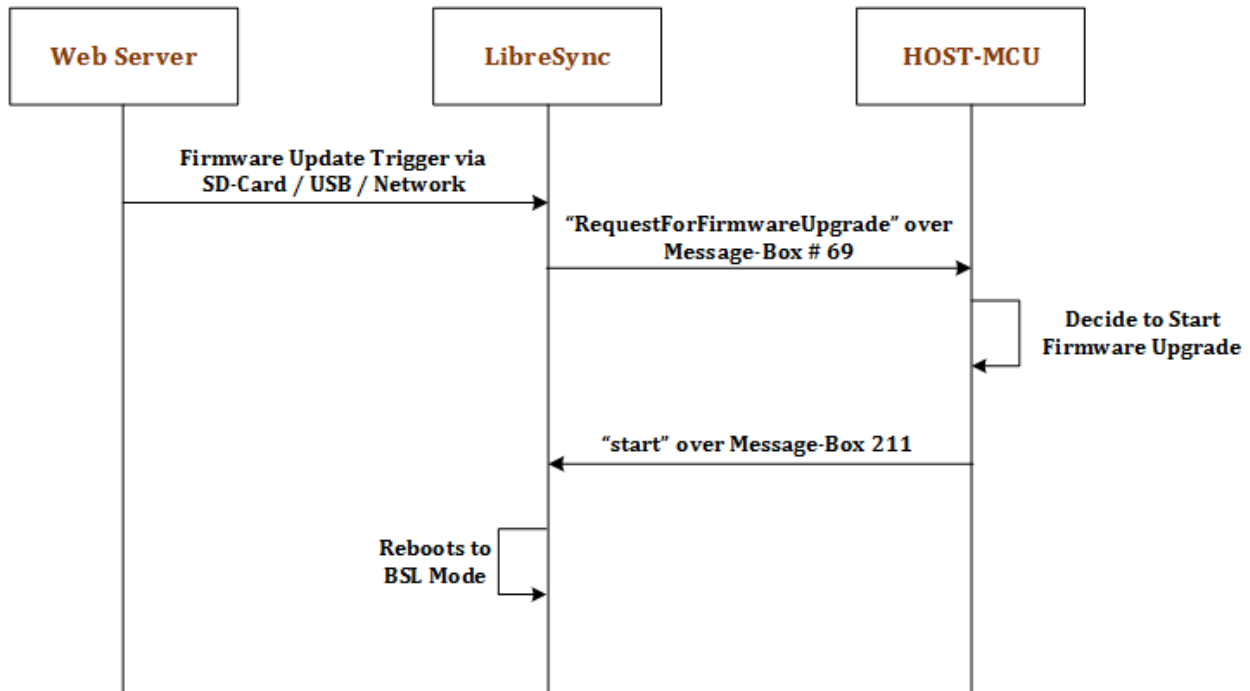 Web Server
LibreSync
HOST-MCU
Firmware Update Trigger via
SD-Card / USB / Network
“RequestForFirmwareUpgrade” over
Message-Box # 69
Decide to Start
Firmware Upgrade
“start” over Message-Box 211
Reboots to
BSL Mode